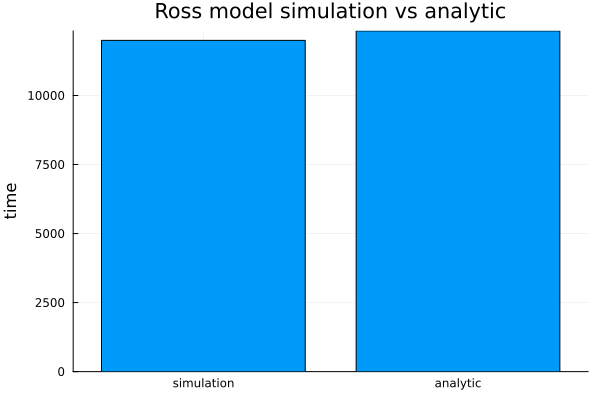 Ross model simulation vs analytic
time
10000
7500
5000
2500
0
simulation
analytic